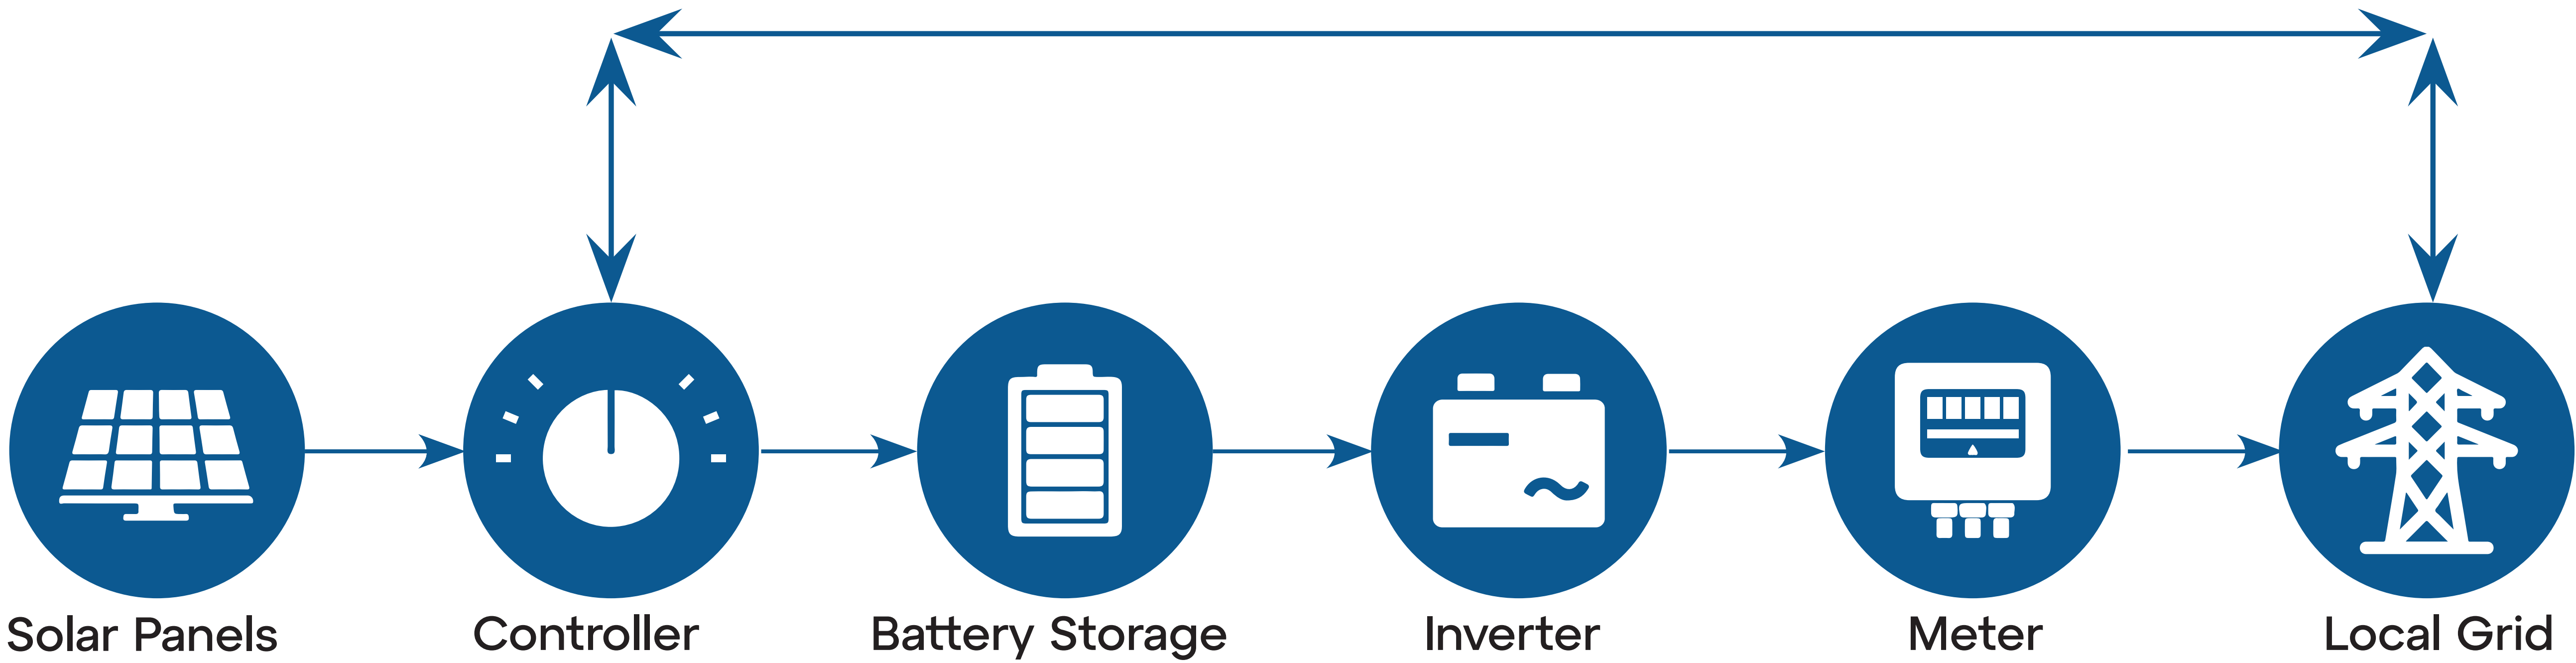 Solar Panels
Controller
Battery Storage
Inverter
Meter
Local Grid